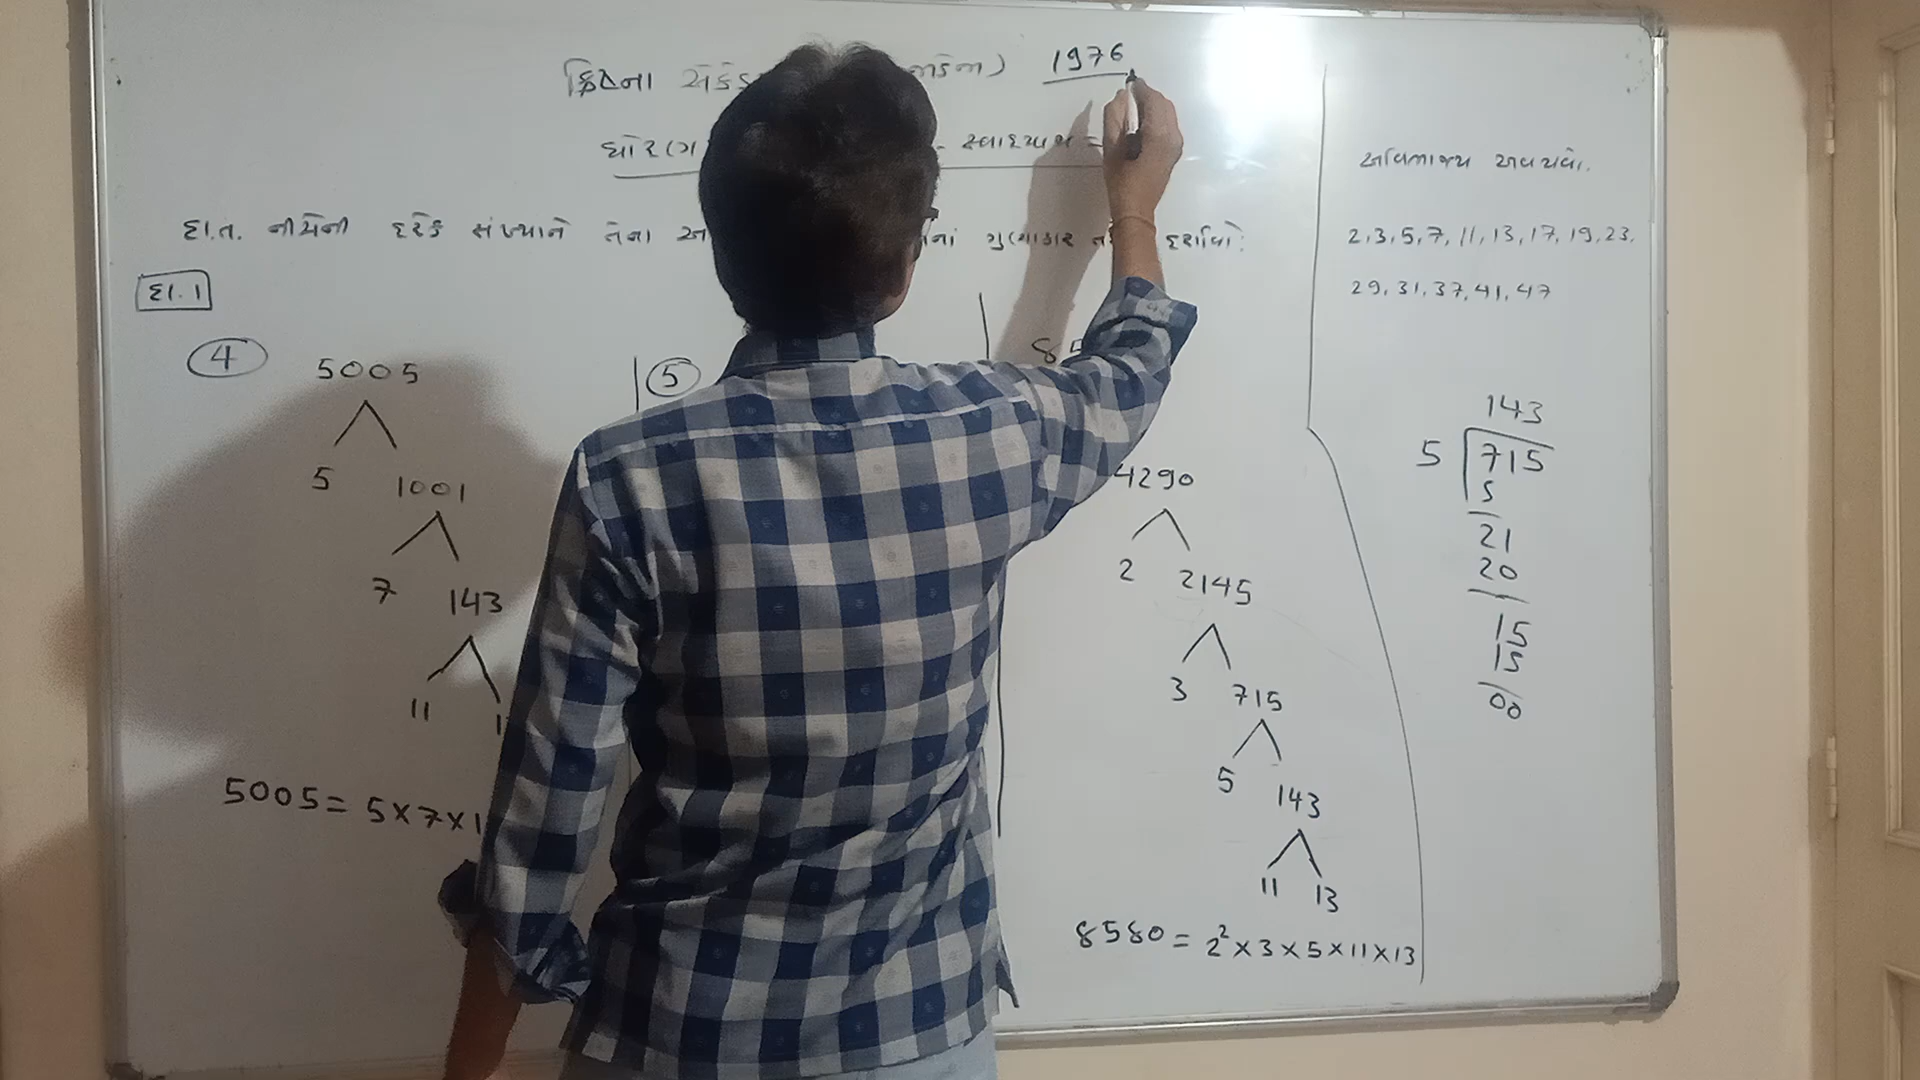 ક્રિષ્ના 1976
સ્વાધ્યાય =
દા.ત. નીચેની દરેક સંખ્યાને તેના ગુણાકાર દર્શાવો:
દા. 1
4
5005
5 1001
7 143
11
5005 = 5 × 7 × 1
5
4290
2 2145
3 715
5 143
11 13
8580 = 2² × 3 × 5 × 11 × 13
અવિભાજ્ય અવયવો.
2, 3, 5, 7, 11, 13, 17, 19, 23,
29, 31, 37, 41, 47
143
5 715
5
21
20
15
15
00